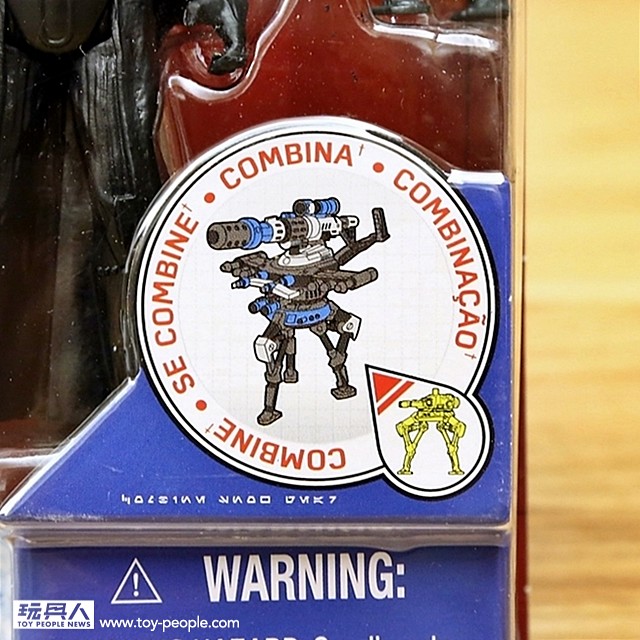 SE COMBINE† • COMBINA† • COMBINAÇÃO†
COMBINE†
⚠ WARNING:
玩具人
TOY PEOPLE NEWS
www.toy-people.com